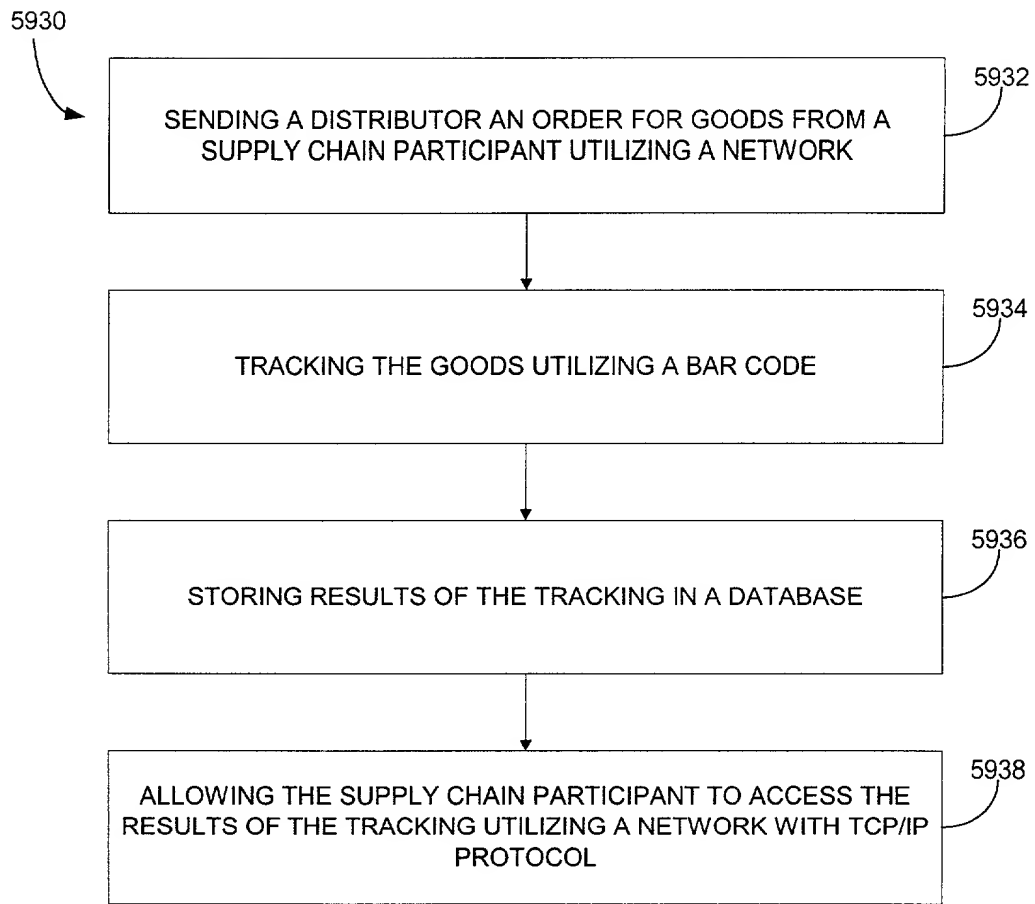 5930
5932
SENDING A DISTRIBUTOR AN ORDER FOR GOODS FROM A
SUPPLY CHAIN PARTICIPANT UTILIZING A NETWORK
5934
TRACKING THE GOODS UTILIZING A BAR CODE
5936
STORING RESULTS OF THE TRACKING IN A DATABASE
5938
ALLOWING THE SUPPLY CHAIN PARTICIPANT TO ACCESS THE
RESULTS OF THE TRACKING UTILIZING A NETWORK WITH TCP/IP
PROTOCOL